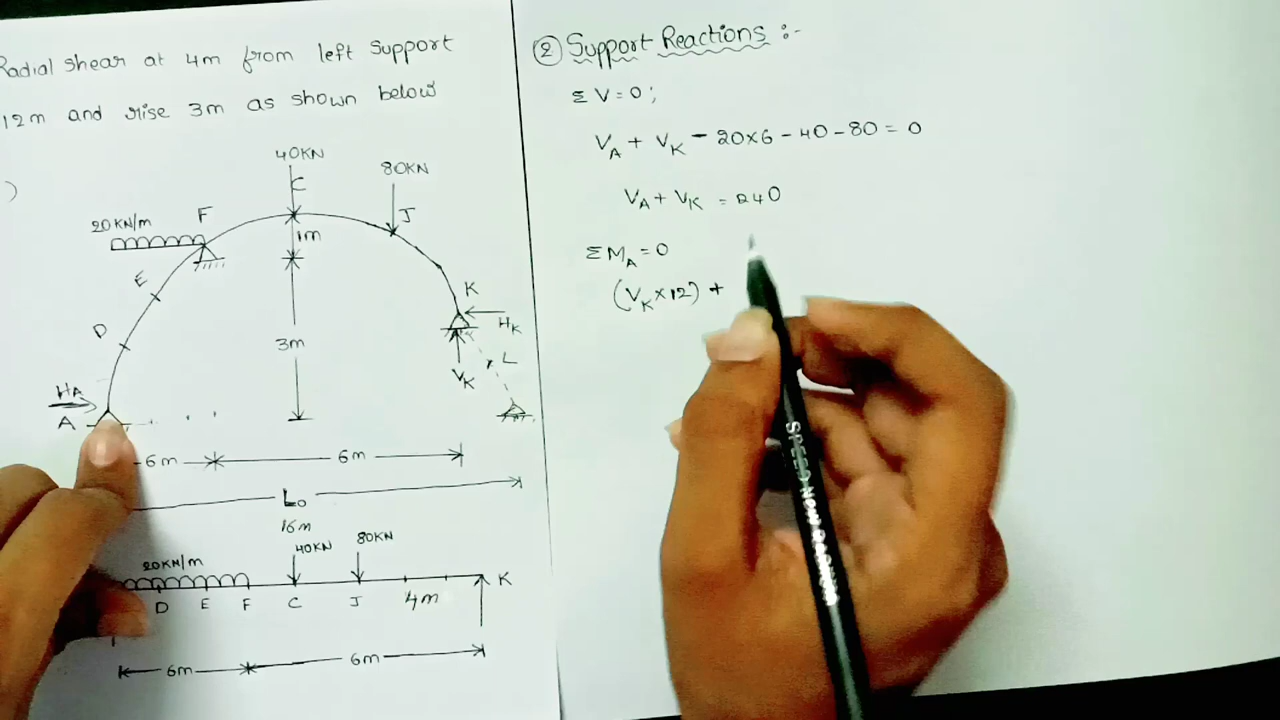 Radial shear at 4m from left support
12m and rise 3m as shown below
)
40KN
C
80KN
20KN/m
F
J
1m
E
K
HK
D
3m
L
VK
HA
A
6m
6m
L0
16m
40KN
80KN
20KN/m
K
D E F C J 4m
6m
6m
② Support Reactions :-
ΣV=0;
VA + VK - 20×6 - 40 - 80 = 0
VA + VK = 240
ΣMA = 0
(VK×12) +
SPEED